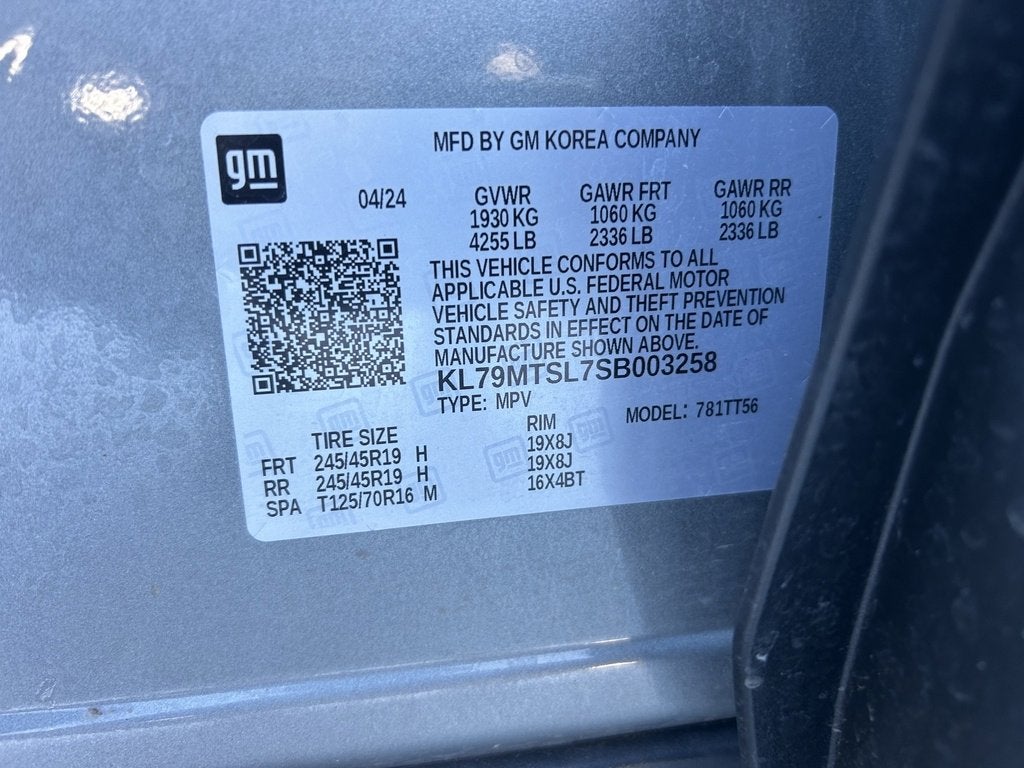 gm
MFD BY GM KOREA COMPANY
04/24
GVWR GAWR FRT GAWR RR
1930 KG 1060 KG 1060 KG
4255 LB 2336 LB 2336 LB
THIS VEHICLE CONFORMS TO ALL
APPLICABLE U.S. FEDERAL MOTOR
VEHICLE SAFETY AND THEFT PREVENTION
STANDARDS IN EFFECT ON THE DATE OF
MANUFACTURE SHOWN ABOVE.
KL79MTSL7SB003258
TYPE: MPV MODEL: 781TT56
TIRE SIZE RIM
FRT 245/45R19 H 19X8J
RR 245/45R19 H 19X8J
SPA T125/70R16 M 16X4BT